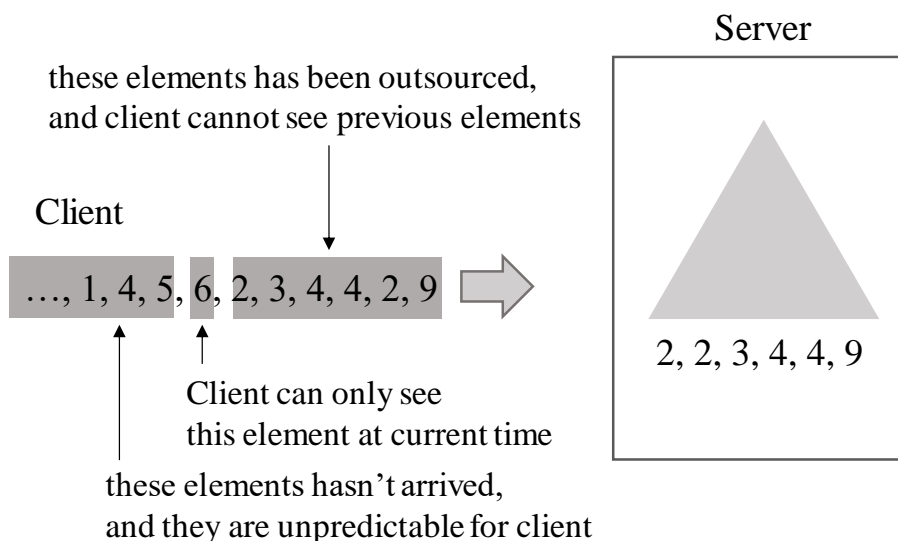 Server
these elements has been outsourced,
and client cannot see previous elements
Client
…, 1, 4, 5, 6, 2, 3, 4, 4, 2, 9
2, 2, 3, 4, 4, 9
Client can only see
this element at current time
these elements hasn't arrived,
and they are unpredictable for client